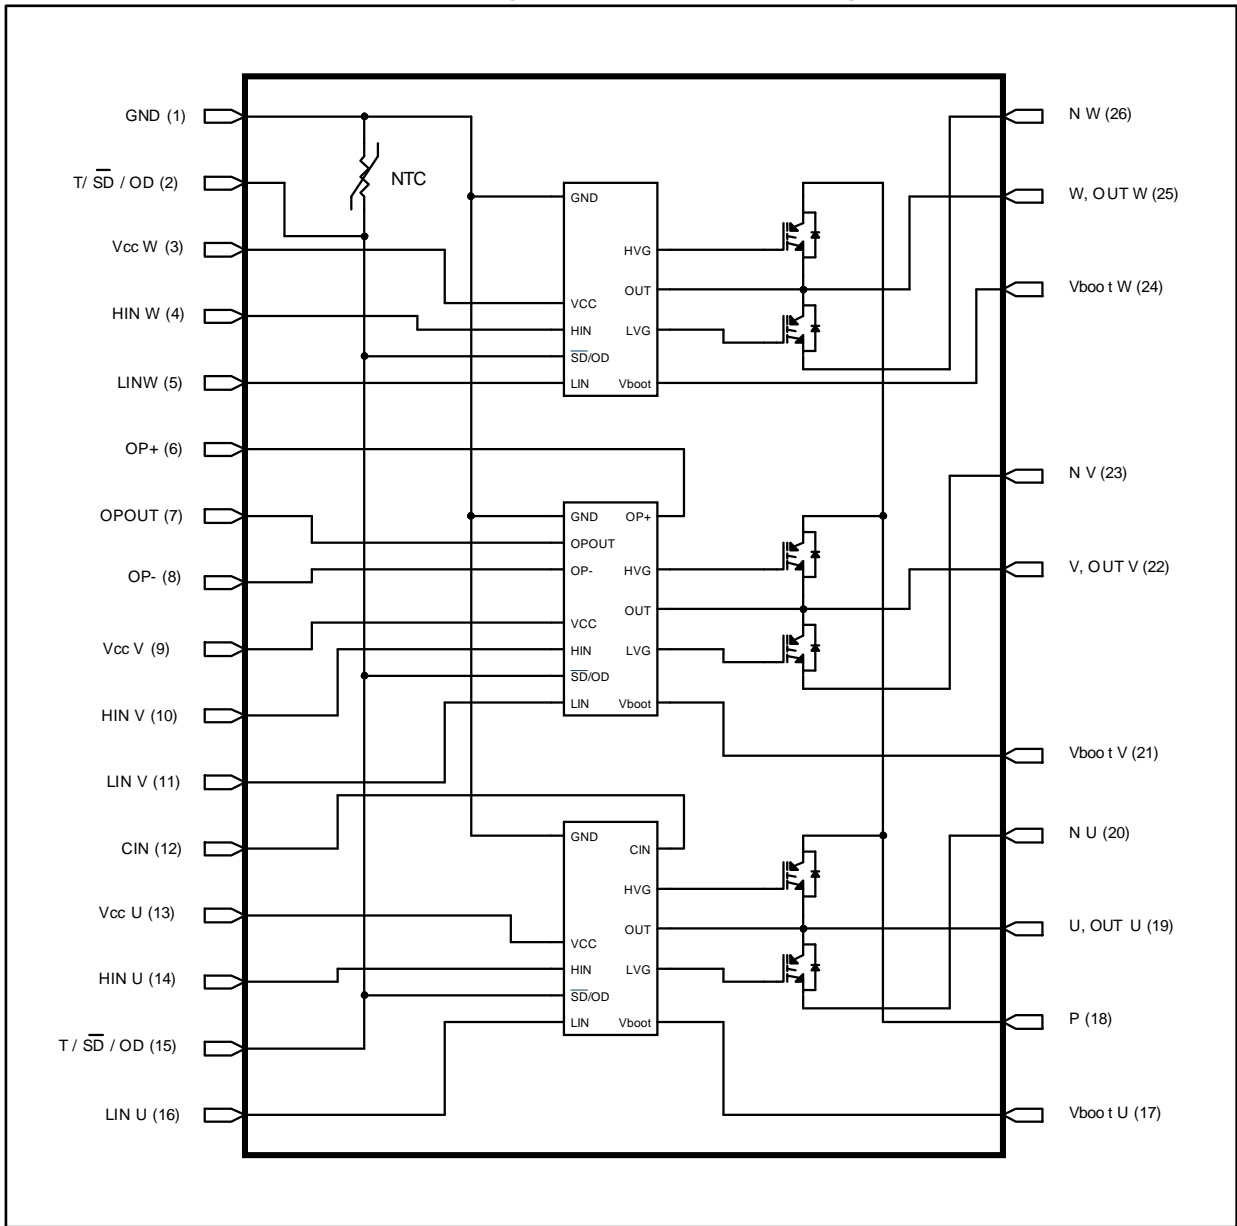 GND (1)
T/ SD / OD (2)
Vcc W (3)
HIN W (4)
LINW (5)
OP+ (6)
OPOUT (7)
OP- (8)
Vcc V (9)
HIN V (10)
LIN V (11)
CIN (12)
Vcc U (13)
HIN U (14)
T / SD / OD (15)
LIN U (16)
NTC
GND
HVG
OUT
VCC
HIN
LVG
SD/OD
LIN
Vboot
GND
OP+
OPOUT
OP-
HVG
OUT
VCC
HIN
LVG
SD/OD
LIN
Vboot
GND
CIN
HVG
OUT
VCC
HIN
LVG
SD/OD
LIN
Vboot
N W (26)
W, OUT W (25)
Vboo t W (24)
N V (23)
V, OUT V (22)
Vboo t V (21)
N U (20)
U, OUT U (19)
P (18)
Vboo t U (17)